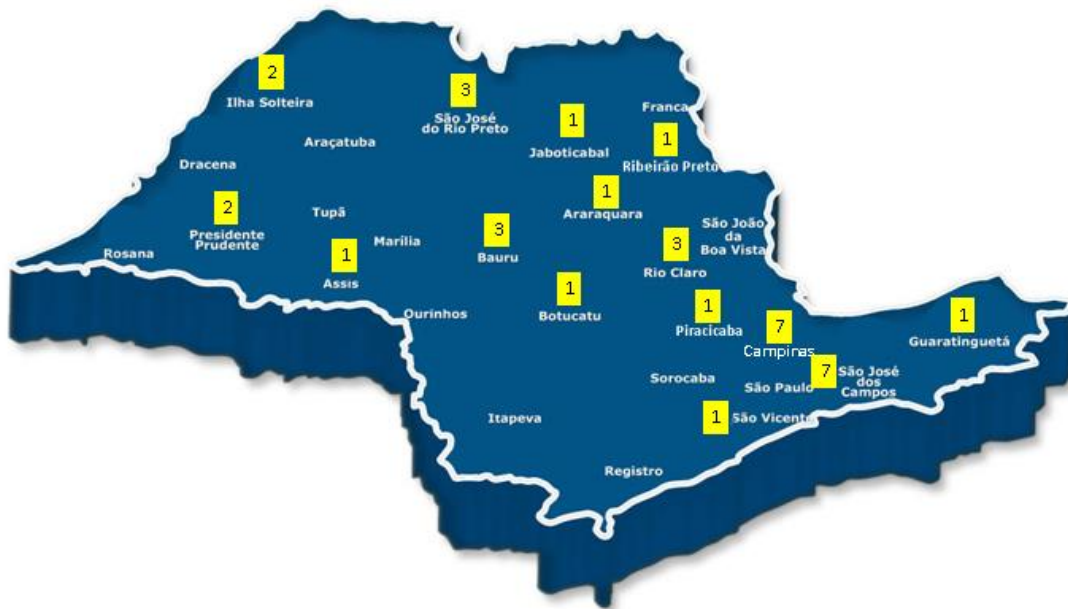 2
Ilha Solteira
3
São José
do Rio Preto
1
Jaboticabal
Franca
1
Ribeirão Preto
Araçatuba
Dracena
2
Presidente
Prudente
Tupã
1
Araraquara
São João
da
Boa Vista
Rosana
1
Assis
Marília
3
Bauru
3
Rio Claro
Ourinhos
1
Botucatu
1
Piracicaba
7
Campinas
1
Guaratinguetá
Sorocaba
São Paulo
7
São José
dos
Campos
Itapeva
1
São Vicente
Registro